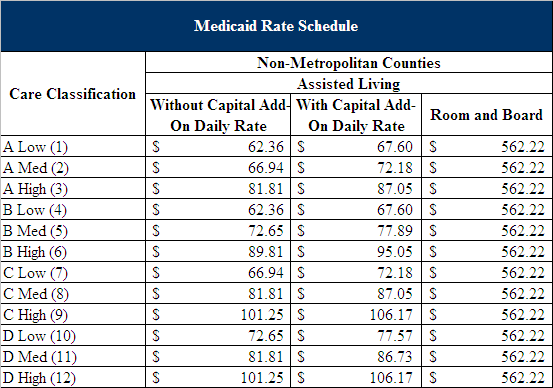 Medicaid Rate Schedule
Non-Metropolitan Counties
Assisted Living
Care Classification
Without Capital Add- With Capital Add- Room and Board
On Daily Rate On Daily Rate
A Low (1) $ 62.36 $ 67.60 $ 562.22
A Med (2) $ 66.94 $ 72.18 $ 562.22
A High (3) $ 81.81 $ 87.05 $ 562.22
B Low (4) $ 62.36 $ 67.60 $ 562.22
B Med (5) $ 72.65 $ 77.89 $ 562.22
B High (6) $ 89.81 $ 95.05 $ 562.22
C Low (7) $ 66.94 $ 72.18 $ 562.22
C Med (8) $ 81.81 $ 87.05 $ 562.22
C High (9) $ 101.25 $ 106.17 $ 562.22
D Low (10) $ 72.65 $ 77.57 $ 562.22
D Med (11) $ 81.81 $ 86.73 $ 562.22
D High (12) $ 101.25 $ 106.17 $ 562.22